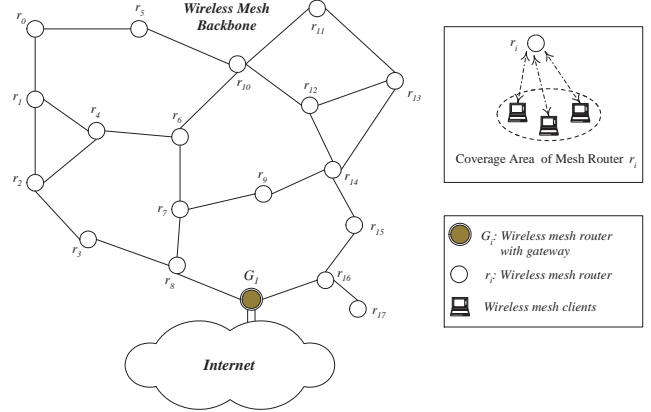 Wireless Mesh
Backbone
r0
r5
r11
r10
r1
r4
r6
r12
r13
r2
r9
r14
r7
r3
r15
r8
G1
r16
r17
Internet
ri
Coverage Area of Mesh Router ri
Gi: Wireless mesh router
with gateway
ri: Wireless mesh router
Wireless mesh clients